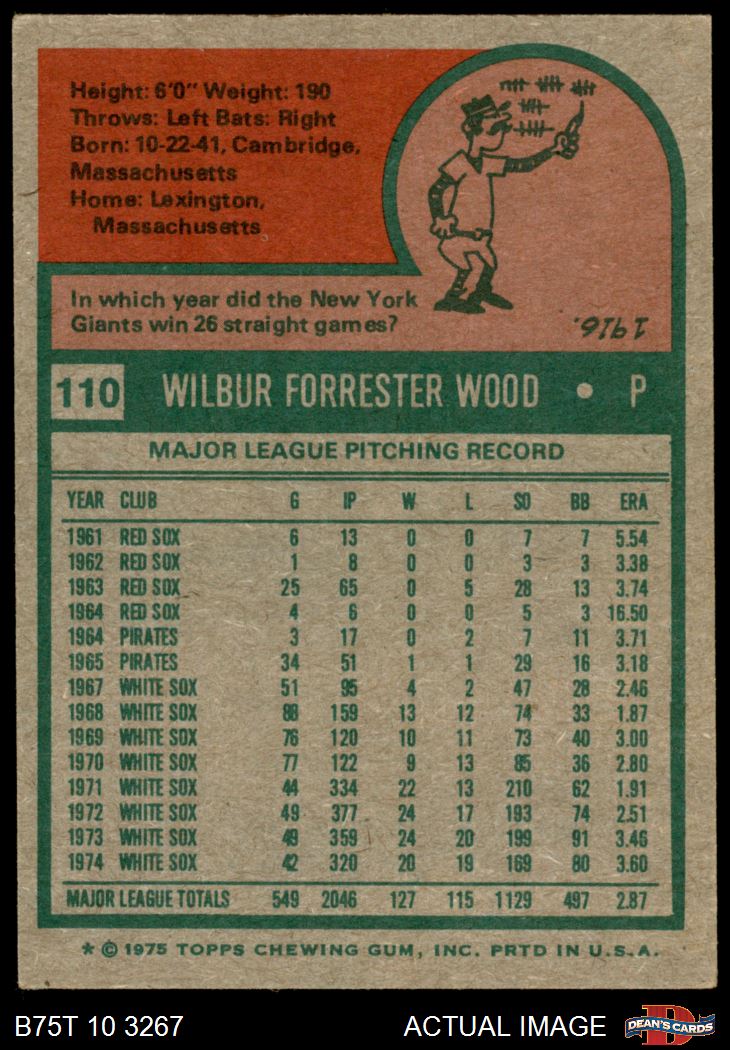 Height: 6'0" Weight: 190
Throws: Left Bats: Right
Born: 10-22-41, Cambridge,
Massachusetts
Home: Lexington,
Massachusetts
In which year did the New York
Giants win 26 straight games?
1916.
110 WILBUR FORRESTER WOOD • P
MAJOR LEAGUE PITCHING RECORD
YEAR CLUB G IP W L SO BB ERA
1961 RED SOX 6 13 0 0 7 7 5.54
1962 RED SOX 1 8 0 0 3 3 3.38
1963 RED SOX 25 65 0 5 28 13 3.74
1964 RED SOX 4 6 0 0 5 3 16.50
1964 PIRATES 3 17 0 2 7 11 3.71
1965 PIRATES 34 51 1 1 29 16 3.18
1967 WHITE SOX 51 95 4 2 47 28 2.46
1968 WHITE SOX 88 159 13 12 74 33 1.87
1969 WHITE SOX 76 120 10 11 73 40 3.00
1970 WHITE SOX 77 122 9 13 85 36 2.80
1971 WHITE SOX 44 334 22 13 210 62 1.91
1972 WHITE SOX 49 377 24 17 193 74 2.51
1973 WHITE SOX 49 359 24 20 199 91 3.46
1974 WHITE SOX 42 320 20 19 169 80 3.60
MAJOR LEAGUE TOTALS 549 2046 127 115 1129 497 2.87
* © 1975 TOPPS CHEWING GUM, INC. PRTD IN U.S.A.
B75T 10 3267 ACTUAL IMAGE D DEAN'S CARDS